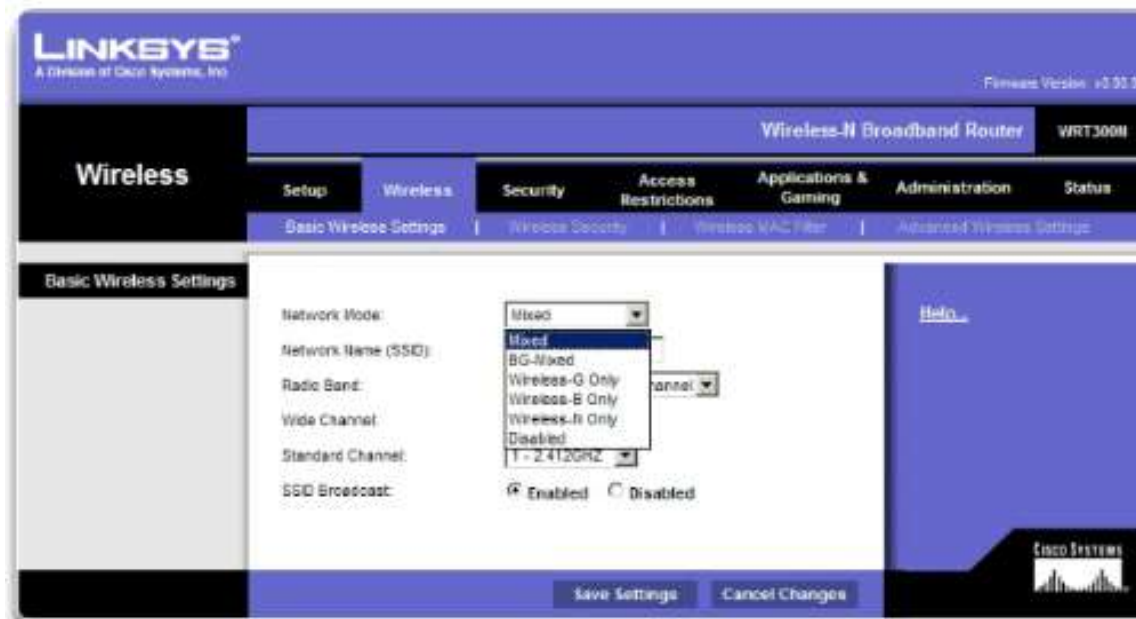 LINKSYS®
A Division of Cisco Systems, Inc.
Firmware Version:
Wireless-N Broadband Router WRT300N
Wireless
Setup Wireless Security Access Restrictions Applications & Gaming Administration Status
Basic Wireless Settings | Wireless Security | Wireless MAC Filter | Advanced Wireless Settings
Basic Wireless Settings
Help...
Network Mode: Mixed
Mixed
Network Name (SSID):
BG-Mixed
Wireless-G Only
Radio Band: hannel
Wireless-B Only
Wide Channel:
Wireless-N Only
Disabled
Standard Channel: 1 - 2.412GHZ
SSID Broadcast: Enabled Disabled
CISCO SYSTEMS
Save Settings Cancel Changes